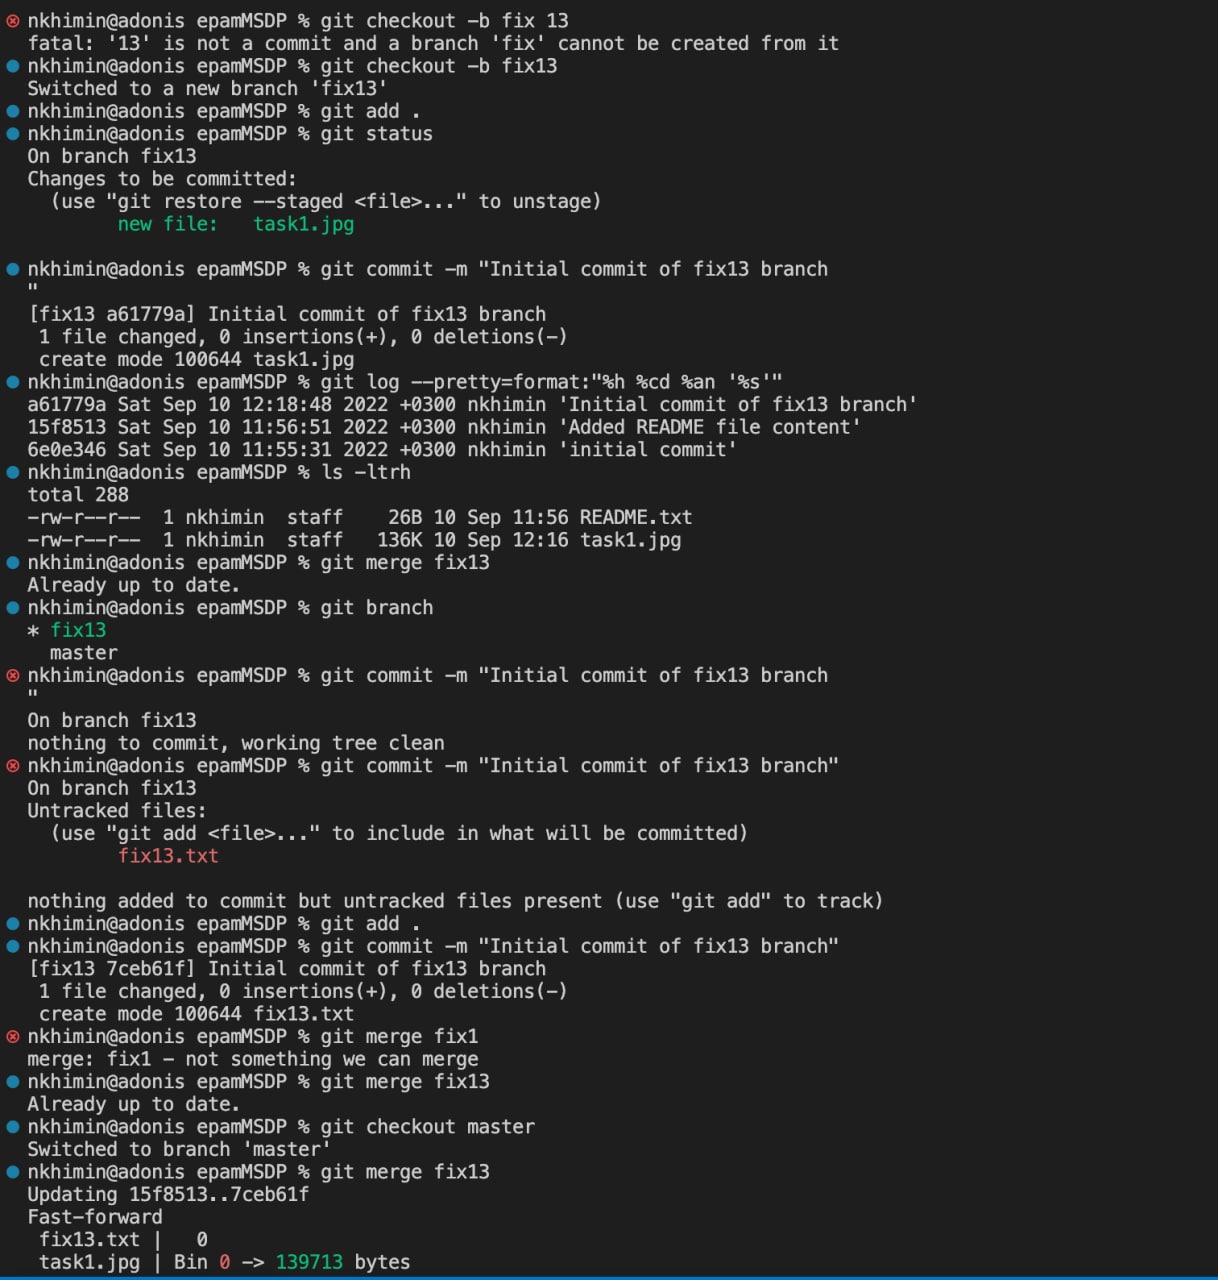 nkhimin@adonis epamMSDP % git checkout -b fix 13
fatal: '13' is not a commit and a branch 'fix' cannot be created from it
nkhimin@adonis epamMSDP % git checkout -b fix13
Switched to a new branch 'fix13'
nkhimin@adonis epamMSDP % git add .
nkhimin@adonis epamMSDP % git status
On branch fix13
Changes to be committed:
  (use "git restore --staged <file>..." to unstage)
        new file:   task1.jpg

nkhimin@adonis epamMSDP % git commit -m "Initial commit of fix13 branch
"
[fix13 a61779a] Initial commit of fix13 branch
 1 file changed, 0 insertions(+), 0 deletions(-)
 create mode 100644 task1.jpg
nkhimin@adonis epamMSDP % git log --pretty=format:"%h %cd %an '%s'"
a61779a Sat Sep 10 12:18:48 2022 +0300 nkhimin 'Initial commit of fix13 branch'
15f8513 Sat Sep 10 11:56:51 2022 +0300 nkhimin 'Added README file content'
6e0e346 Sat Sep 10 11:55:31 2022 +0300 nkhimin 'initial commit'
nkhimin@adonis epamMSDP % ls -ltrh
total 288
-rw-r--r--  1 nkhimin  staff    26B 10 Sep 11:56 README.txt
-rw-r--r--  1 nkhimin  staff   136K 10 Sep 12:16 task1.jpg
nkhimin@adonis epamMSDP % git merge fix13
Already up to date.
nkhimin@adonis epamMSDP % git branch
* fix13
  master
nkhimin@adonis epamMSDP % git commit -m "Initial commit of fix13 branch
"
On branch fix13
nothing to commit, working tree clean
nkhimin@adonis epamMSDP % git commit -m "Initial commit of fix13 branch"
On branch fix13
Untracked files:
  (use "git add <file>..." to include in what will be committed)
        fix13.txt

nothing added to commit but untracked files present (use "git add" to track)
nkhimin@adonis epamMSDP % git add .
nkhimin@adonis epamMSDP % git commit -m "Initial commit of fix13 branch"
[fix13 7ceb61f] Initial commit of fix13 branch
 1 file changed, 0 insertions(+), 0 deletions(-)
 create mode 100644 fix13.txt
nkhimin@adonis epamMSDP % git merge fix1
merge: fix1 - not something we can merge
nkhimin@adonis epamMSDP % git merge fix13
Already up to date.
nkhimin@adonis epamMSDP % git checkout master
Switched to branch 'master'
nkhimin@adonis epamMSDP % git merge fix13
Updating 15f8513..7ceb61f
Fast-forward
 fix13.txt |   0
 task1.jpg | Bin 0 -> 139713 bytes